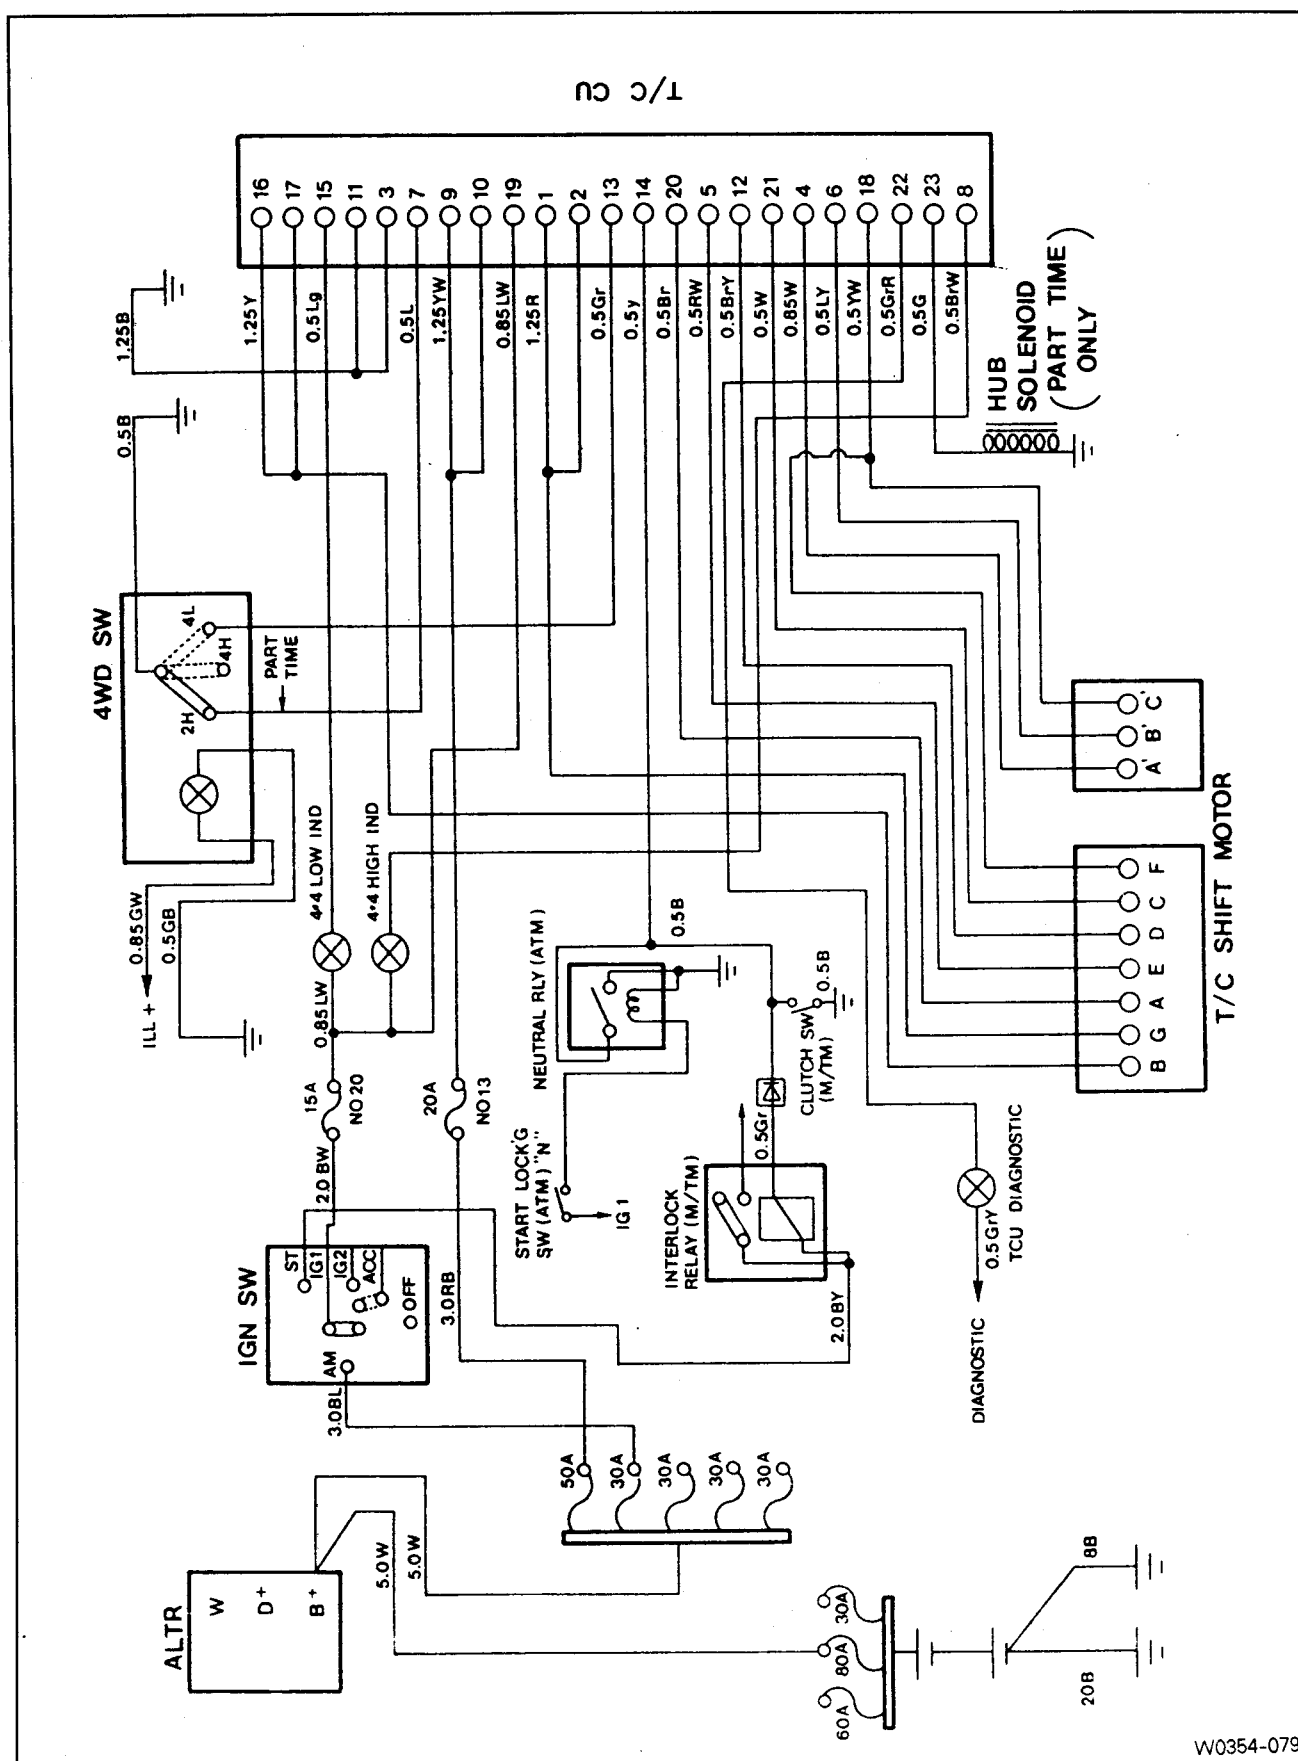 T/C CU
16
17
15
11
3
7
9
10
19
1
2
13
14
20
5
12
21
4
6
18
22
23
8
1.25B
1.25Y
0.5Lg
0.5L
1.25YW
0.85LW
1.25R
0.5Gr
0.5y
0.5Br
0.5RW
0.5BrY
0.5W
0.85W
0.5LY
0.5YW
0.5GrR
0.5G
0.5BrW
HUB
SOLENOID
(PART TIME)
ONLY
0.5B
4WD SW
4L
4H
2H
PART
TIME
ILL +
0.85GW
0.5GB
4•4 LOW IND
4•4 HIGH IND
0.85LW
15A
NO20
20A
NO13
2.0BW
NEUTRAL RLY (ATM)
0.5B
CLUTCH SW
(M/TM)
0.5B
START LOCK'G
SW (ATM) "N"
IG1
INTERLOCK
RELAY (M/TM)
0.5Gr
2.0BY
IGN SW
ST
IG1
IG2
ACC
OFF
AM
3.0BL
3.0RB
A'
B'
C'
T/C SHIFT MOTOR
B
G
A
E
D
C
F
DIAGNOSTIC
0.5GrY
TCU DIAGNOSTIC
50A
30A
30A
30A
30A
ALTR
W
D+
B+
5.0W
5.0W
60A
80A
30A
20B
8B
W0354-079